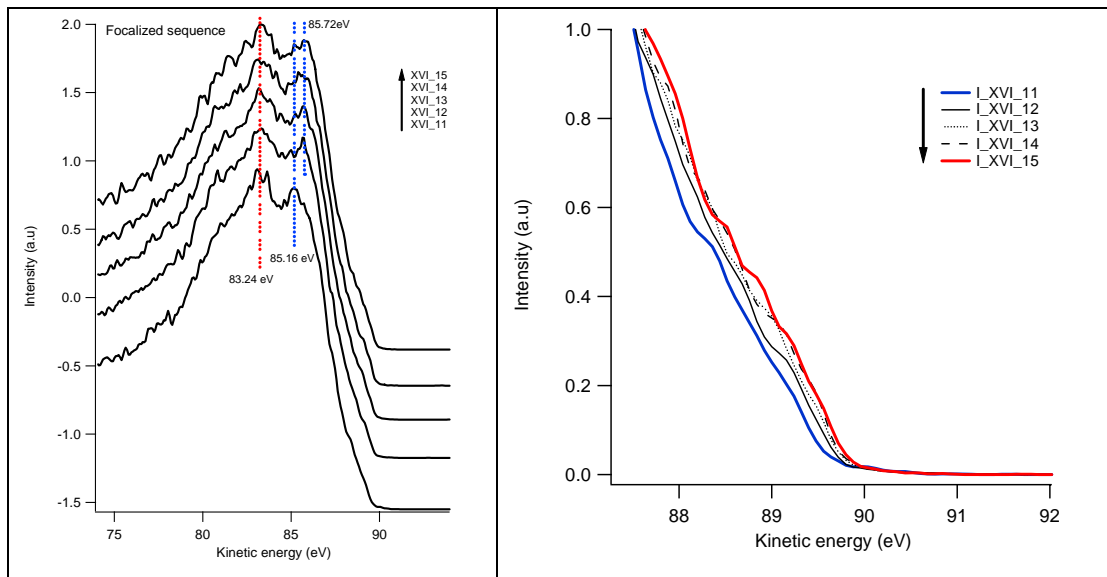 Focalized sequence
85.72eV
XVI_15
XVI_14
XVI_13
XVI_12
XVI_11
83.24 eV
85.16 eV
2.0
1.5
1.0
0.5
0.0
-0.5
-1.0
-1.5
Intensity (a.u)
75
80
85
90
Kinetic energy (eV)
I_XVI_11
I_XVI_12
I_XVI_13
I_XVI_14
I_XVI_15
1.0
0.8
0.6
0.4
0.2
0.0
Intensity (a.u)
88
89
90
91
92
Kinetic energy (eV)